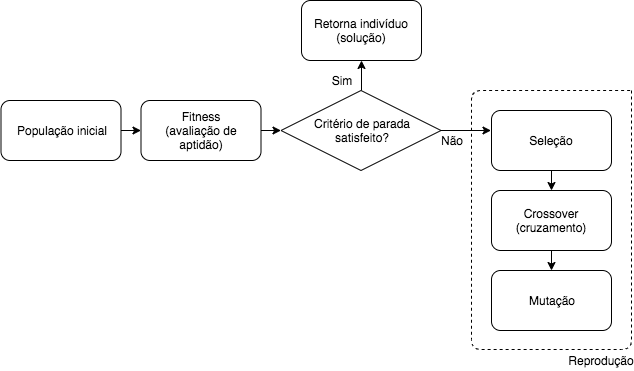 Retorna indivíduo
(solução)
Sim
População inicial
Fitness
(avaliação de
aptidão)
Critério de parada
satisfeito?
Não
Seleção
Crossover
(cruzamento)
Mutação
Reprodução